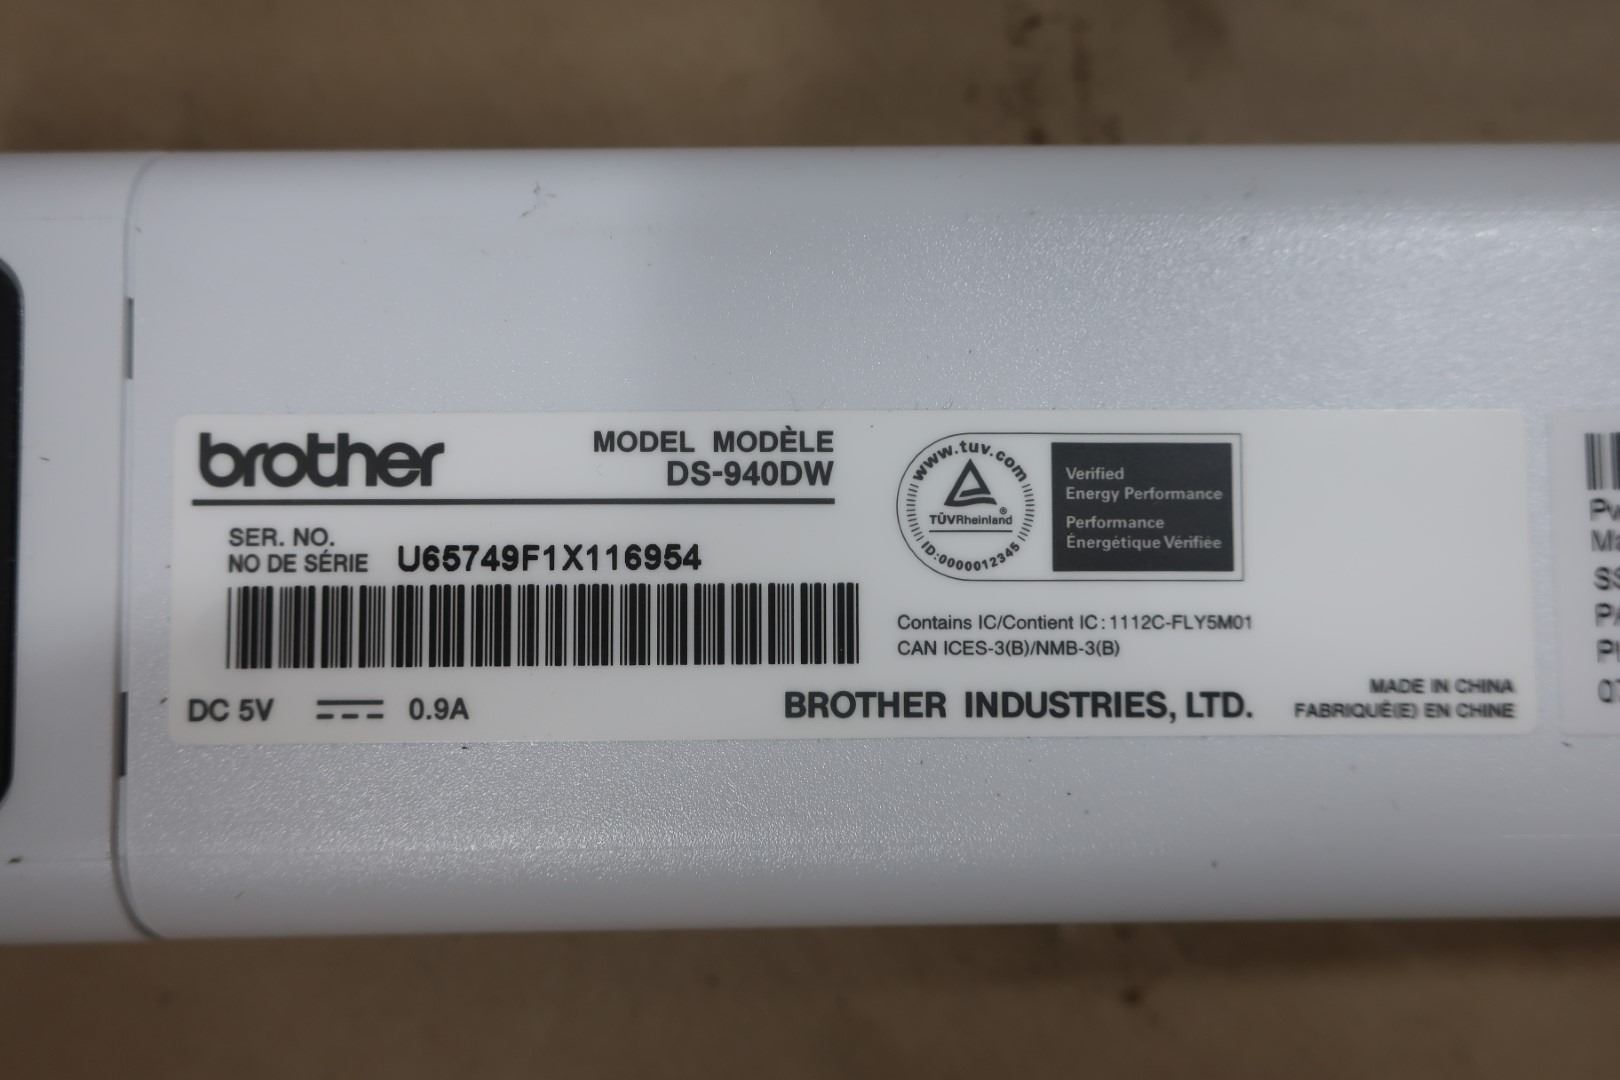 brother
MODEL MODÈLE
DS-940DW
SER. NO.
NO DE SÉRIE U65749F1X116954
DC 5V 0.9A
www.tuv.com
TÜVRheinland®
ID:0000012345
Verified
Energy Performance
Performance
Énergétique Vérifiée
Contains IC/Contient IC : 1112C-FLY5M01
CAN ICES-3(B)/NMB-3(B)
BROTHER INDUSTRIES, LTD.
MADE IN CHINA
FABRIQUÉ(E) EN CHINE